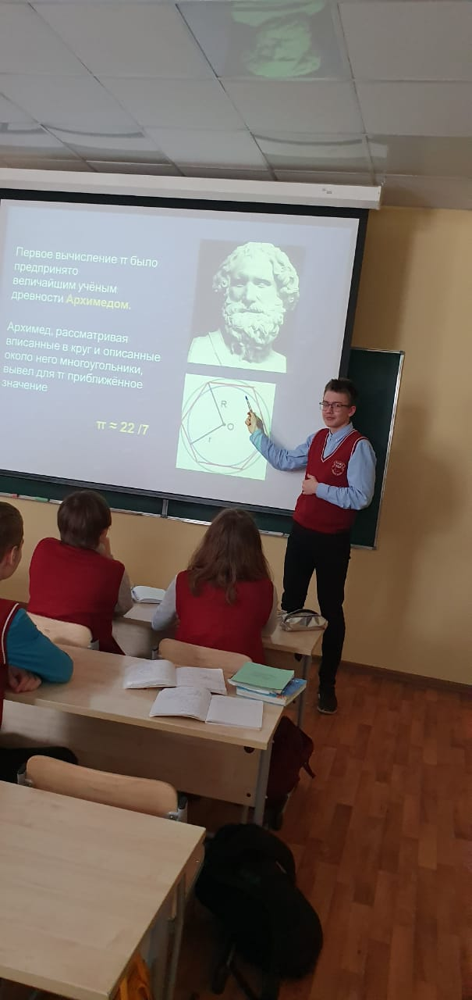 Первое вычисление π было
предпринято
величайшим учёным
древности Архимедом.
Архимед, рассматривая
вписанные в круг и описанные
около него многоугольники,
вывел для π приближённое
значение
π ≈ 22 /7
R
O
r